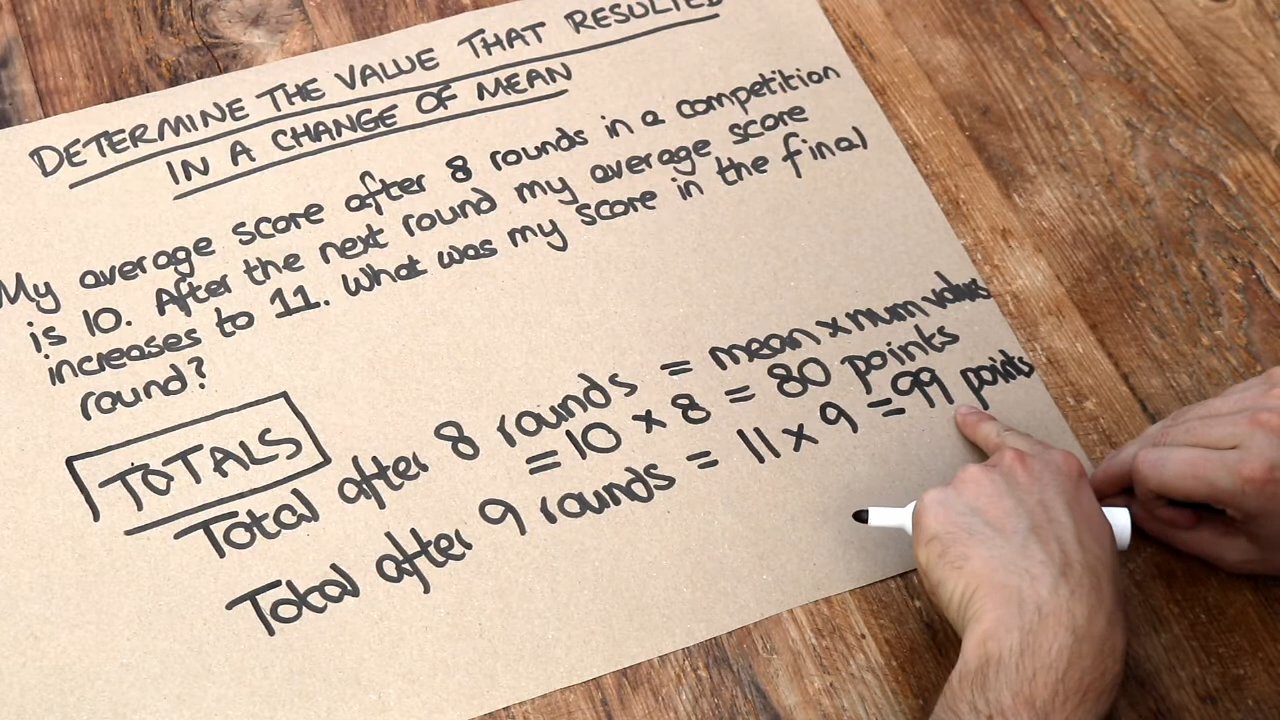 DETERMINE THE VALUE THAT RESULTED
IN A CHANGE OF MEAN
My average score after 8 rounds in a competition
is 10. After the next round my average score
increases to 11. What was my score in the final
round?
TOTALS
Total after 8 rounds = mean x num values
= 10 x 8 = 80 points
Total after 9 rounds = 11 x 9 = 99 points